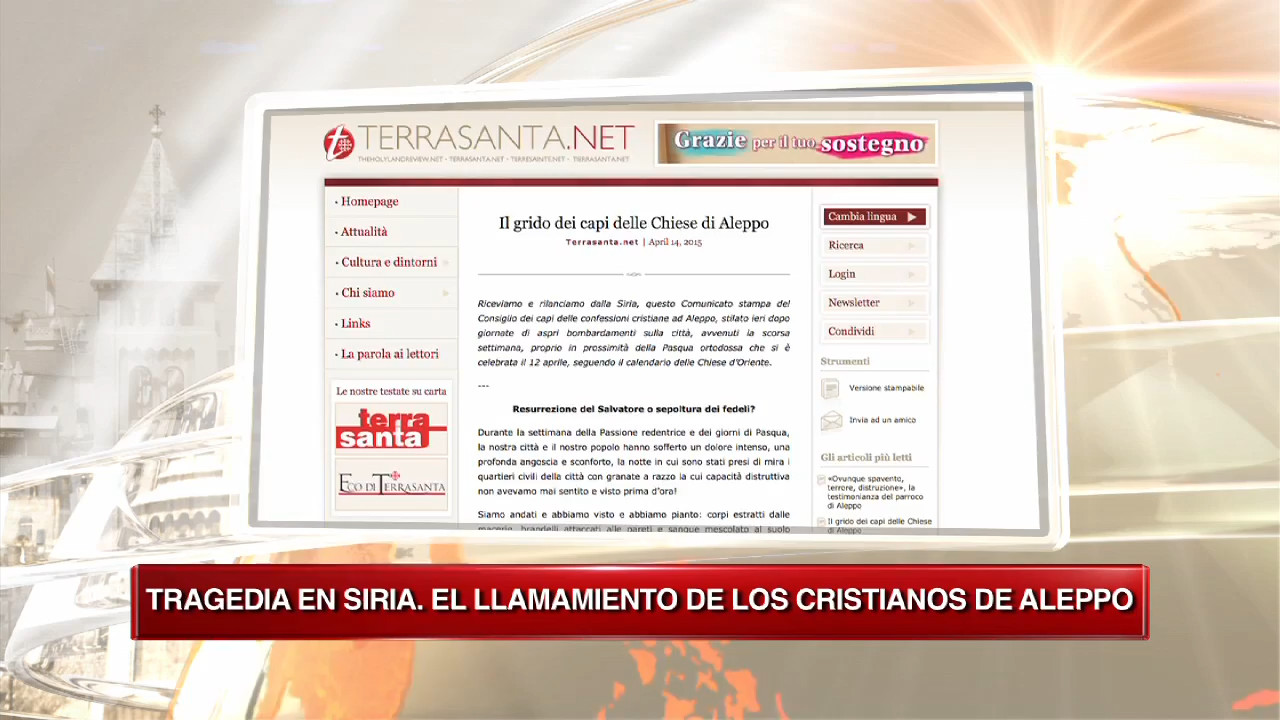 TERRASANTA.NET
THEHOLYLANDREVIEW.NET - TERRASANTA.NET - TERRESAINTE.NET - TIERRASANTA.NET
Grazie per il tuo sostegno
• Homepage
• Attualità
• Cultura e dintorni
• Chi siamo
• Links
• La parola ai lettori
Le nostre testate su carta
terra
santa
ECO DI TERRASANTA
Il grido dei capi delle Chiese di Aleppo
Terrasanta.net | April 14, 2015
Riceviamo e rilanciamo dalla Siria, questo Comunicato stampa del
Consiglio dei capi delle confessioni cristiane ad Aleppo, stilato ieri dopo
giornate di aspri bombardamenti sulla città, avvenuti la scorsa
settimana, proprio in prossimità della Pasqua ortodossa che si è
celebrata il 12 aprile, seguendo il calendario delle Chiese d'Oriente.
---
Resurrezione del Salvatore o sepoltura dei fedeli?
Durante la settimana della Passione redentrice e dei giorni di Pasqua,
la nostra città e il nostro popolo hanno sofferto un dolore intenso, una
profonda angoscia e sconforto, la notte in cui sono stati presi di mira i
quartieri civili della città con granate a razzo la cui capacità distruttiva
non avevamo mai sentito e visto prima d'ora!
Siamo andati e abbiamo visto e abbiamo pianto: corpi estratti dalle
macerie, brandelli attaccati alle pareti e sangue mescolato al suolo
Cambia lingua
Ricerca
Login
Newsletter
Condividi
Strumenti
Versione stampabile
Invia ad un amico
Gli articoli più letti
«Ovunque spavento,
terrore, distruzione», la
testimonianza del parroco
di Aleppo
Il grido dei capi delle Chiese
di Aleppo
TRAGEDIA EN SIRIA. EL LLAMAMIENTO DE LOS CRISTIANOS DE ALEPPO